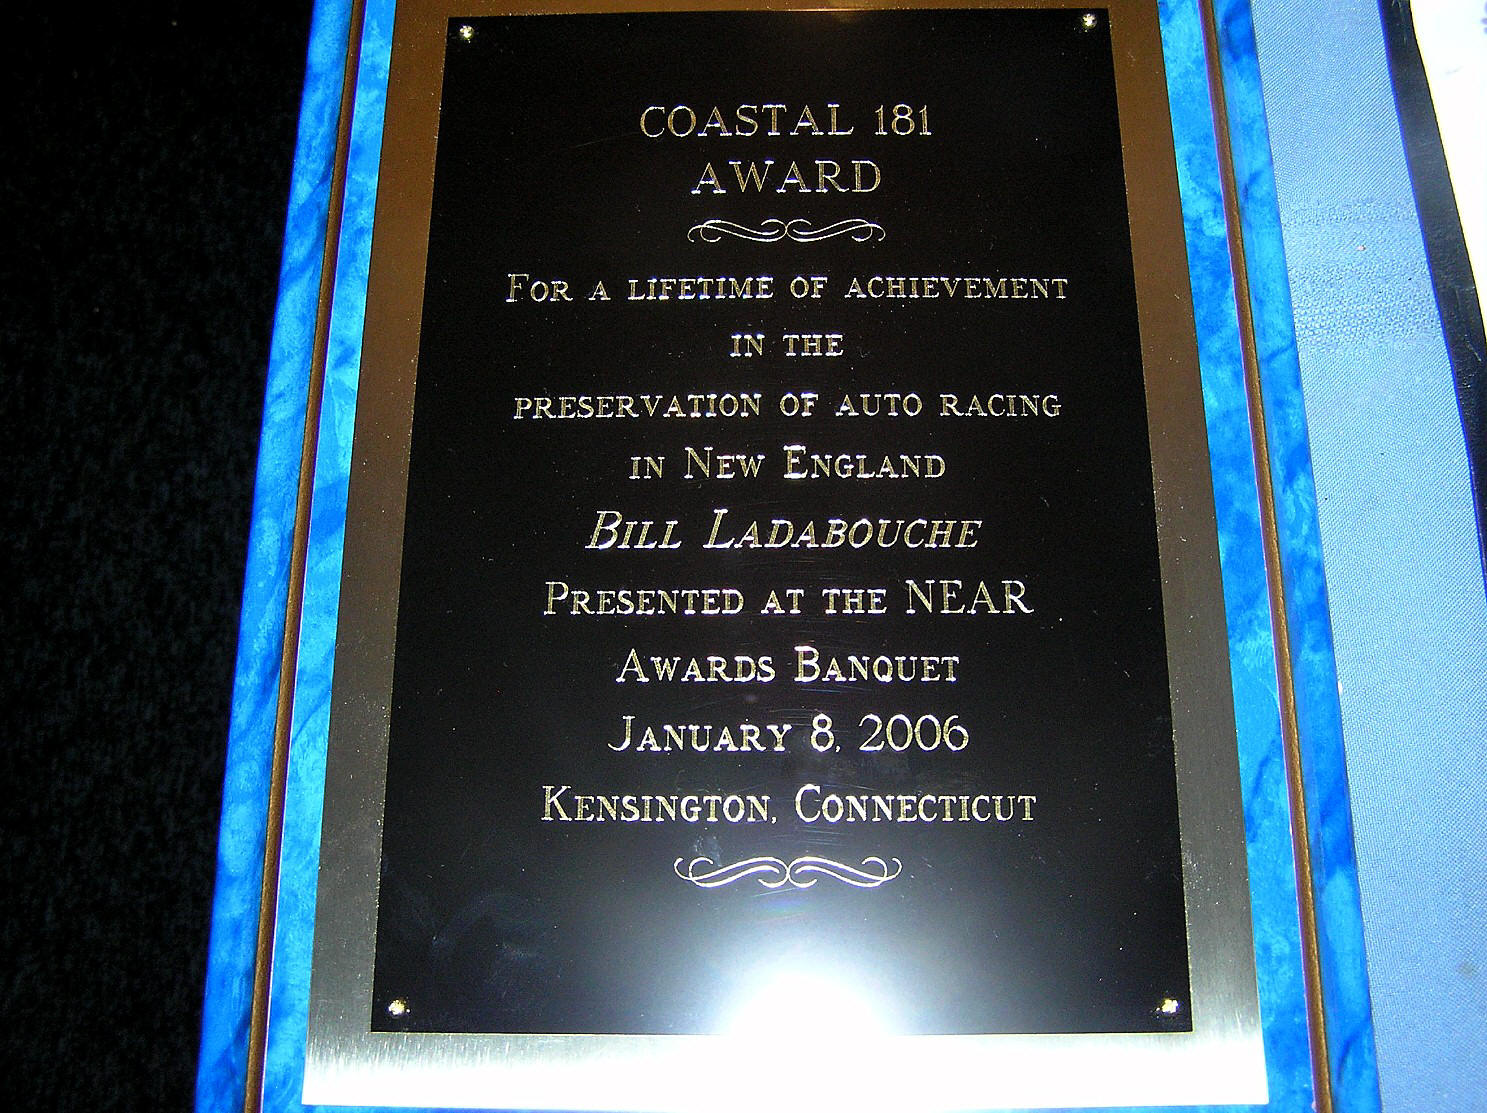 COASTAL 181
AWARD
FOR A LIFETIME OF ACHIEVEMENT
IN THE
PRESERVATION OF AUTO RACING
IN NEW ENGLAND
BILL LADABOUCHE
PRESENTED AT THE NEAR
AWARDS BANQUET
JANUARY 8, 2006
KENSINGTON, CONNECTICUT